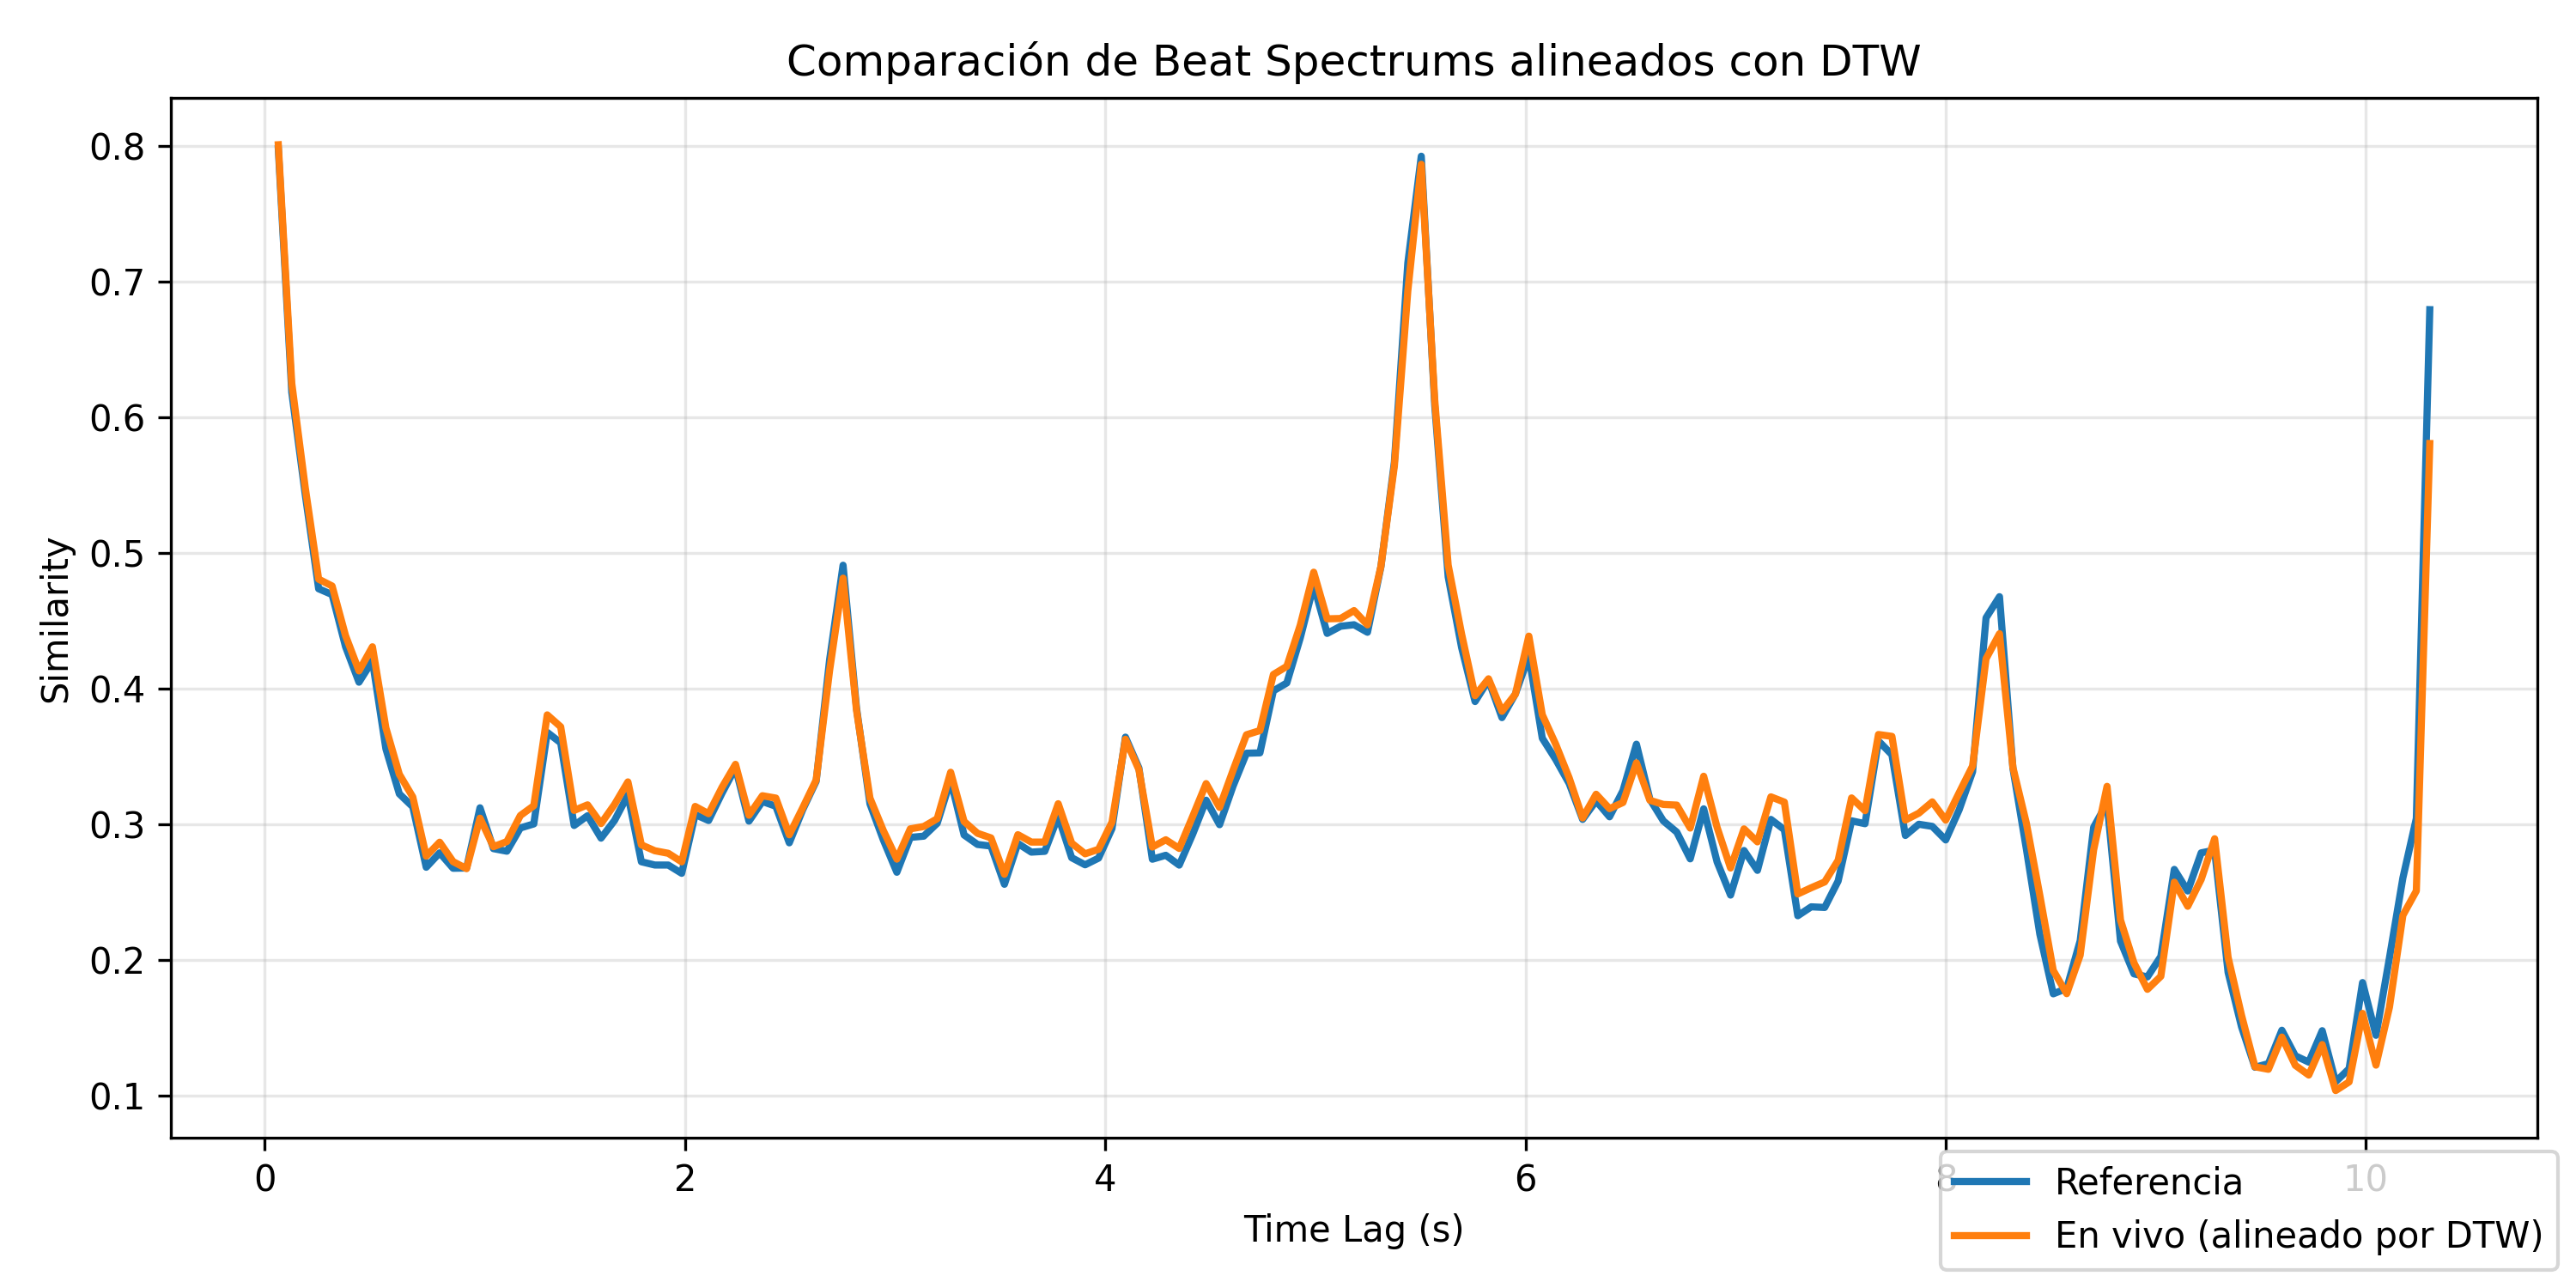 Comparación de Beat Spectrums alineados con DTW
Similarity
0.8
0.7
0.6
0.5
0.4
0.3
0.2
0.1
0 2 4 6 8 10
Time Lag (s)
Referencia
En vivo (alineado por DTW)